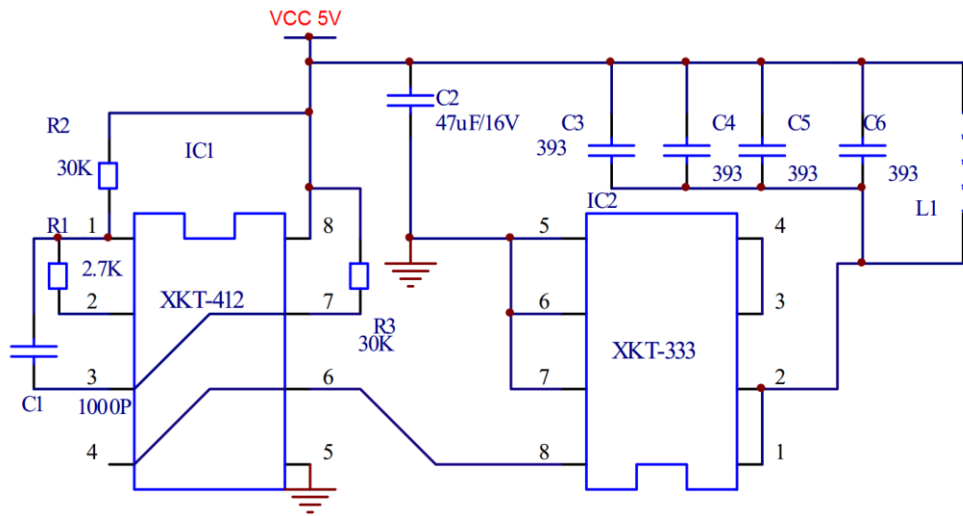 VCC 5V
R2
30K
IC1
C2
47uF/16V
C3
393
C4
393
C5
393
C6
393
L1
R1
2.7K
C1
1000P
1
2
3
4
XKT-412
8
7
6
5
R3
30K
IC2
5
6
7
8
XKT-333
4
3
2
1